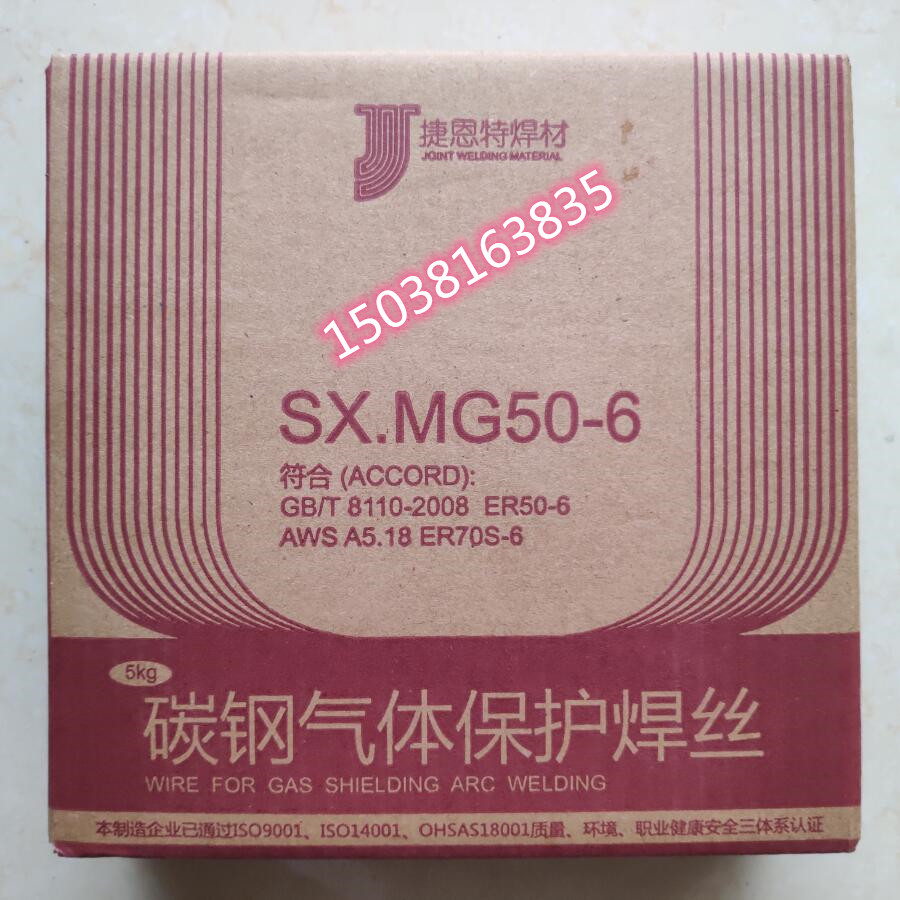 捷恩特焊材
JOINT WELDING MATERIAL
15038163835
SX.MG50-6
符合 (ACCORD):
GB/T 8110-2008 ER50-6
AWS A5.18 ER70S-6
5kg
碳钢气体保护焊丝
WIRE FOR GAS SHIELDING ARC WELDING
本制造企业已通过ISO9001、ISO14001、OHSAS18001质量、环境、职业健康安全三体系认证